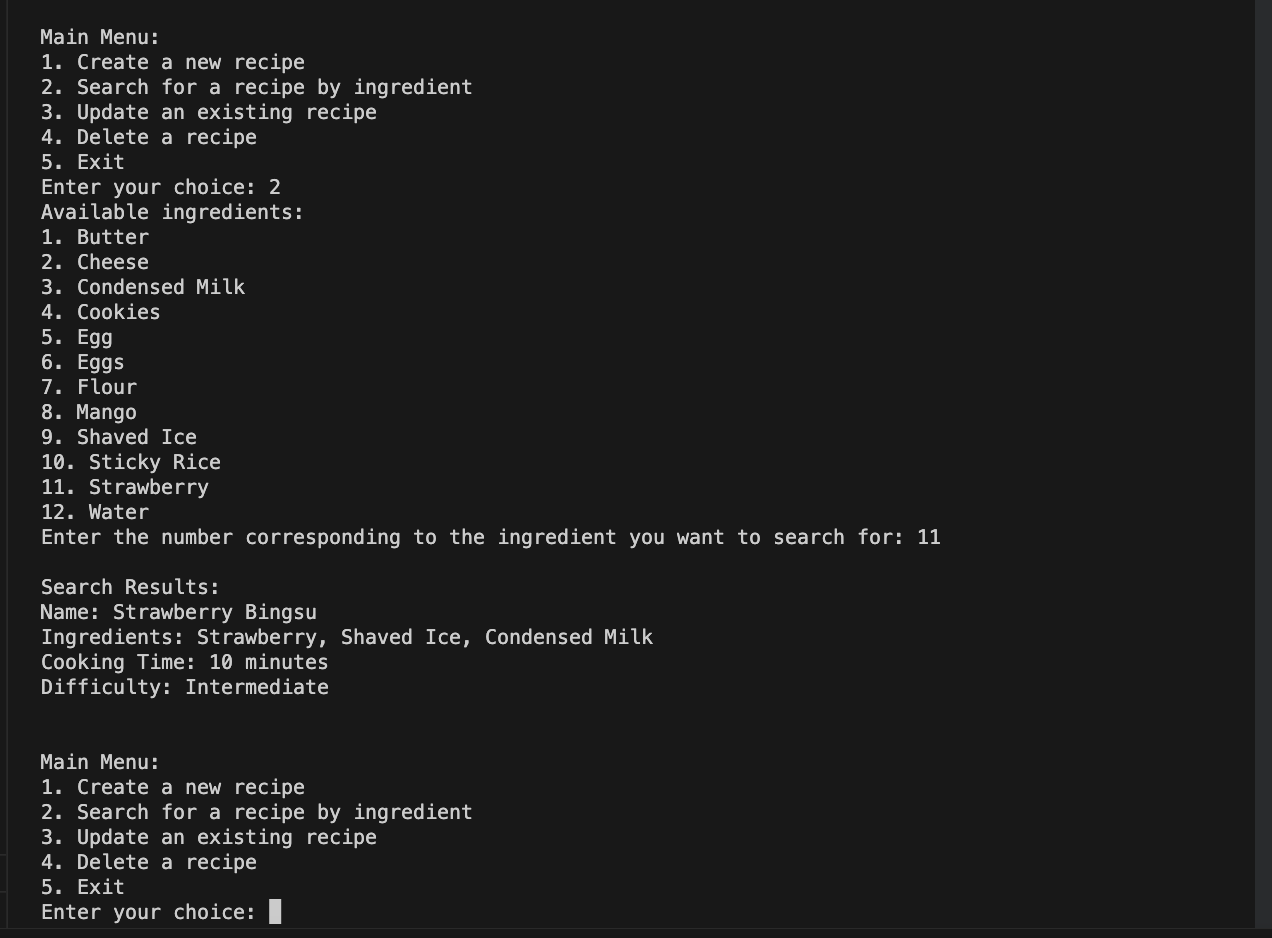 Main Menu:
1. Create a new recipe
2. Search for a recipe by ingredient
3. Update an existing recipe
4. Delete a recipe
5. Exit
Enter your choice: 2
Available ingredients:
1. Butter
2. Cheese
3. Condensed Milk
4. Cookies
5. Egg
6. Eggs
7. Flour
8. Mango
9. Shaved Ice
10. Sticky Rice
11. Strawberry
12. Water
Enter the number corresponding to the ingredient you want to search for: 11
Search Results:
Name: Strawberry Bingsu
Ingredients: Strawberry, Shaved Ice, Condensed Milk
Cooking Time: 10 minutes
Difficulty: Intermediate
Main Menu:
1. Create a new recipe
2. Search for a recipe by ingredient
3. Update an existing recipe
4. Delete a recipe
5. Exit
Enter your choice: